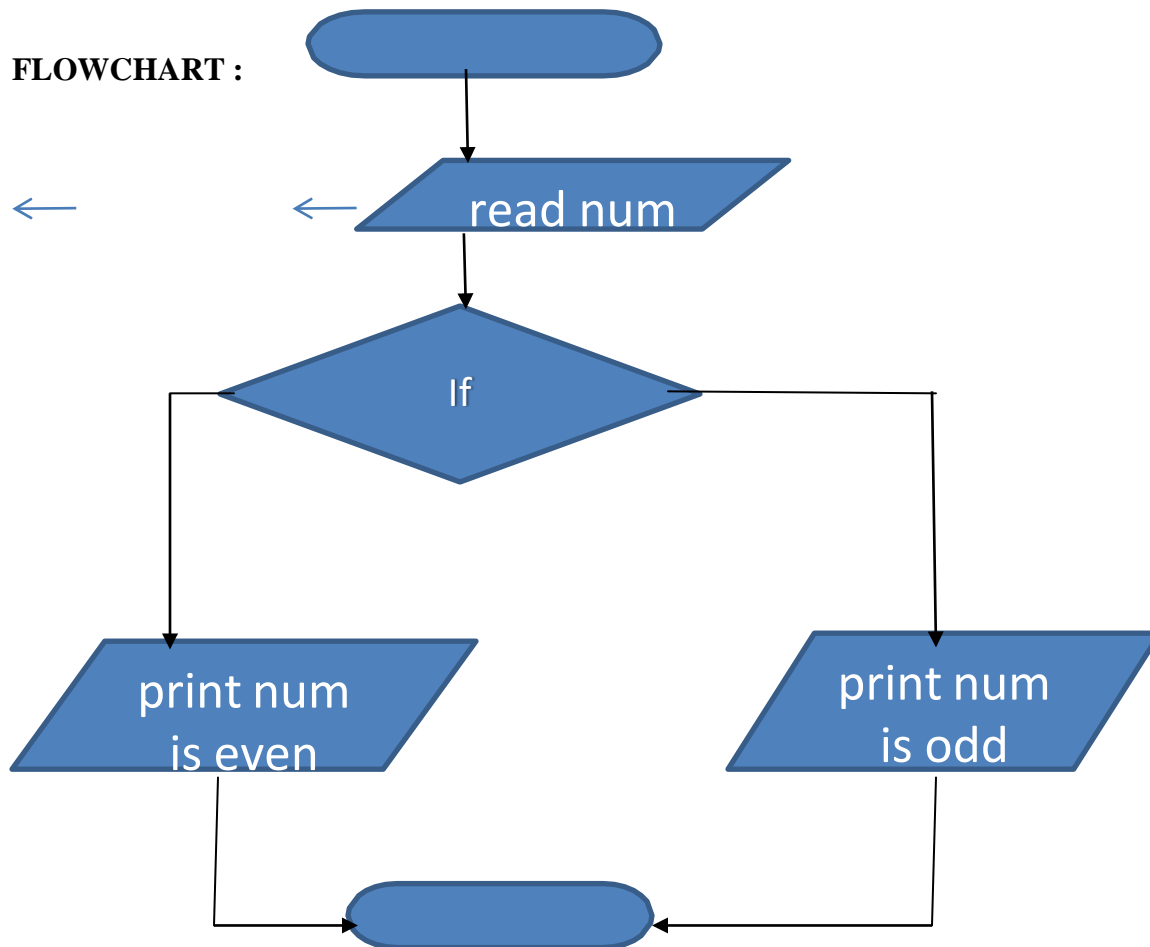 FLOWCHART :
read num
If
print num
is even
print num
is odd